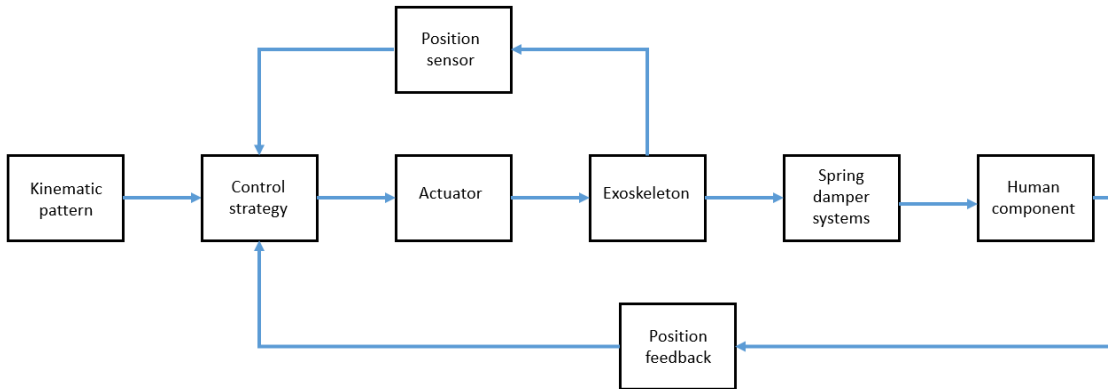 Position
sensor
Kinematic
pattern
Control
strategy
Actuator
Exoskeleton
Spring
damper
systems
Human
component
Position
feedback